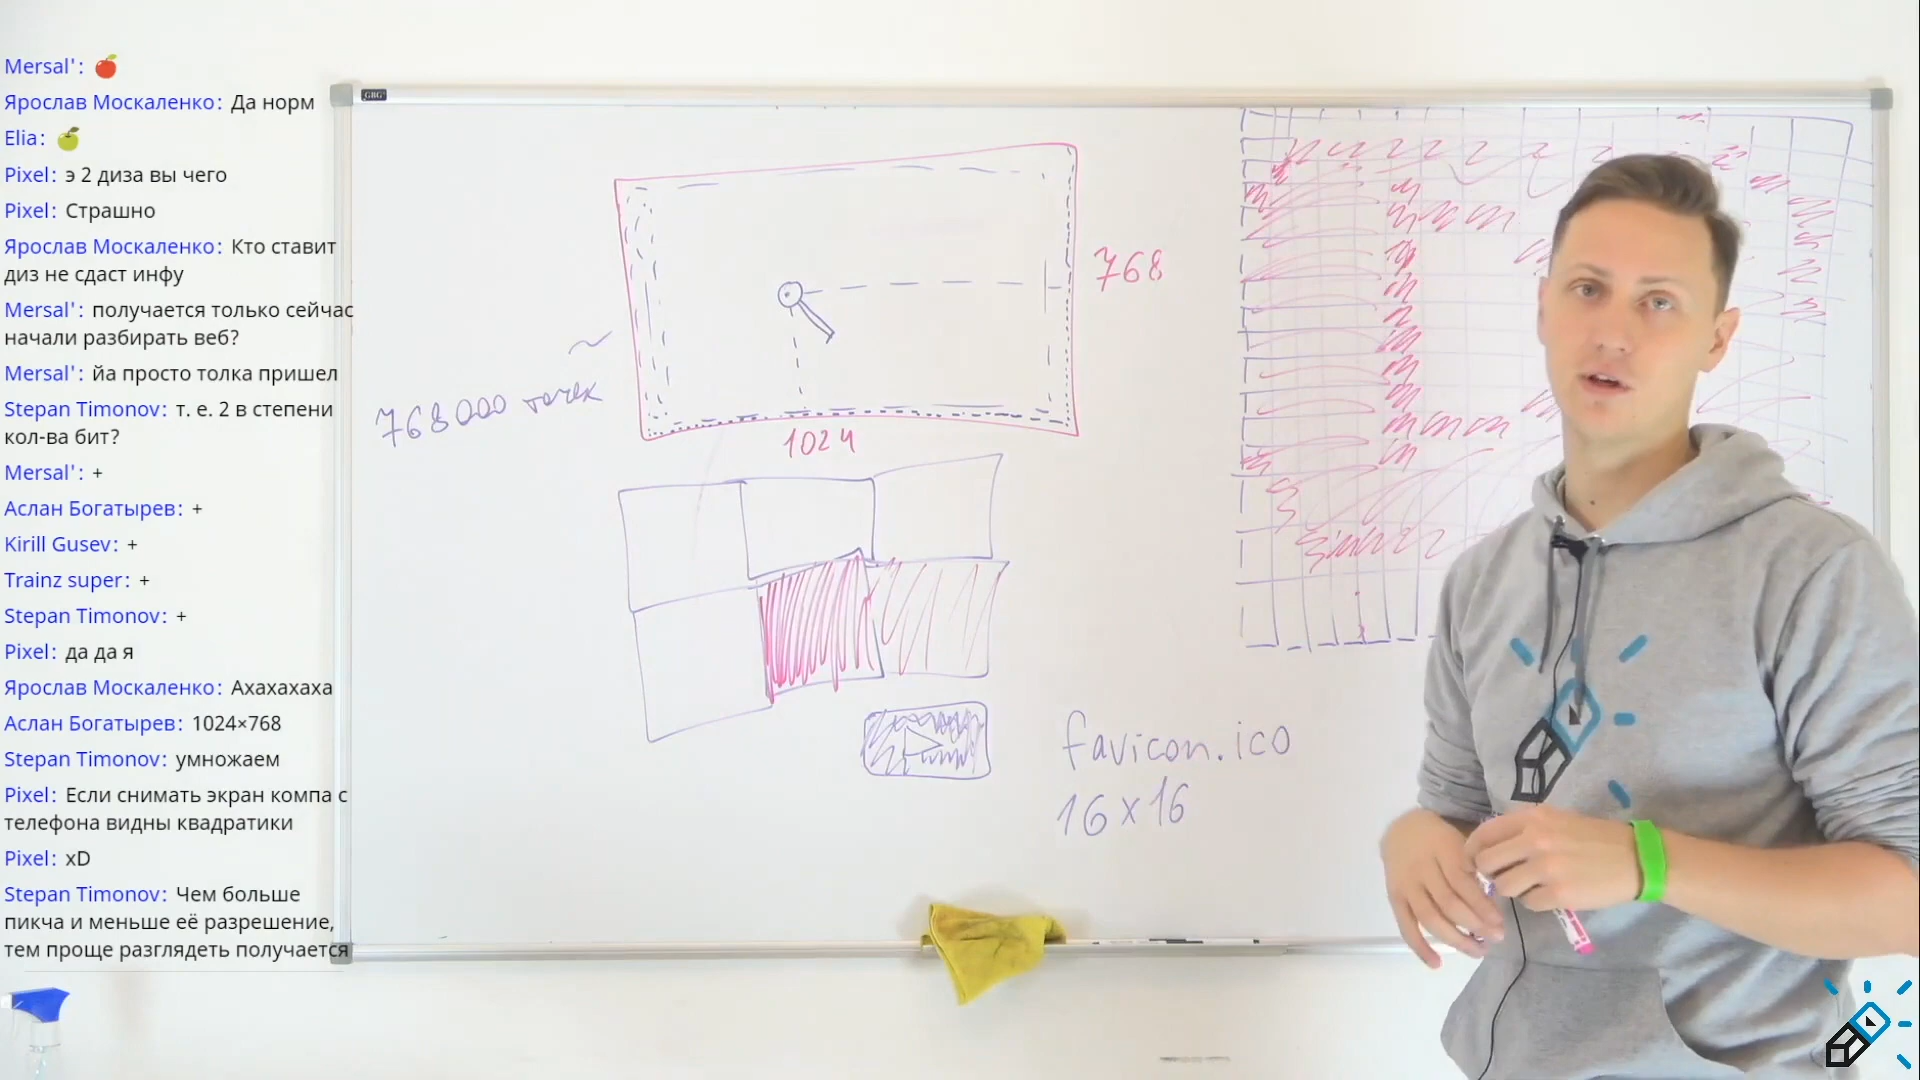 Mersal':
Ярослав Москаленко: Да норм
Elia:
Pixel: э 2 диза вы чего
Pixel: Страшно
Ярослав Москаленко: Кто ставит
диз не сдаст инфу
Mersal': получается только сейчас
начали разбирать веб?
Mersal': йа просто толка пришел
Stepan Timonov: т. е. 2 в степени
кол-ва бит?
Mersal': +
Аслан Богатырев: +
Kirill Gusev: +
Trainz super: +
Stepan Timonov: +
Pixel: да да я
Ярослав Москаленко: Ахахахаха
Аслан Богатырев: 1024×768
Stepan Timonov: умножаем
Pixel: Если снимать экран компа с
телефона видны квадратики
Pixel: xD
Stepan Timonov: Чем больше
пикча и меньше её разрешение,
тем проще разглядеть получается
GBG
768
~
768000 точек
1024
favicon.ico
16x16